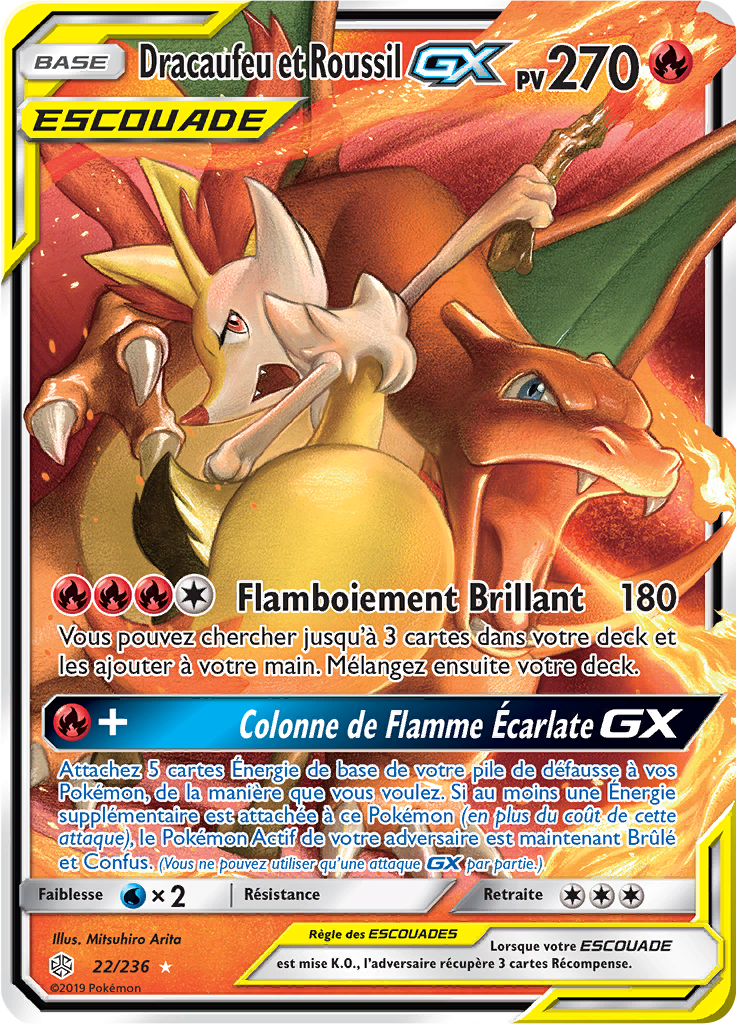 BASE Dracaufeu et Roussil GX PV 270
ESCOUADE
Flamboiement Brillant 180
Vous pouvez chercher jusqu'à 3 cartes dans votre deck et
les ajouter à votre main. Mélangez ensuite votre deck.
+ Colonne de Flamme Écarlate GX
Attachez 5 cartes Énergie de base de votre pile de défausse à vos
Pokémon, de la manière que vous voulez. Si au moins une Énergie
supplémentaire est attachée à ce Pokémon (en plus du coût de cette
attaque), le Pokémon Actif de votre adversaire est maintenant Brûlé
et Confus. (Vous ne pouvez utiliser qu'une attaque GX par partie.)
Faiblesse × 2 Résistance Retraite
Illus. Mitsuhiro Arita
22/236
©2019 Pokémon
Règle des ESCOUADES
Lorsque votre ESCOUADE
est mise K.O., l'adversaire récupère 3 cartes Récompense.